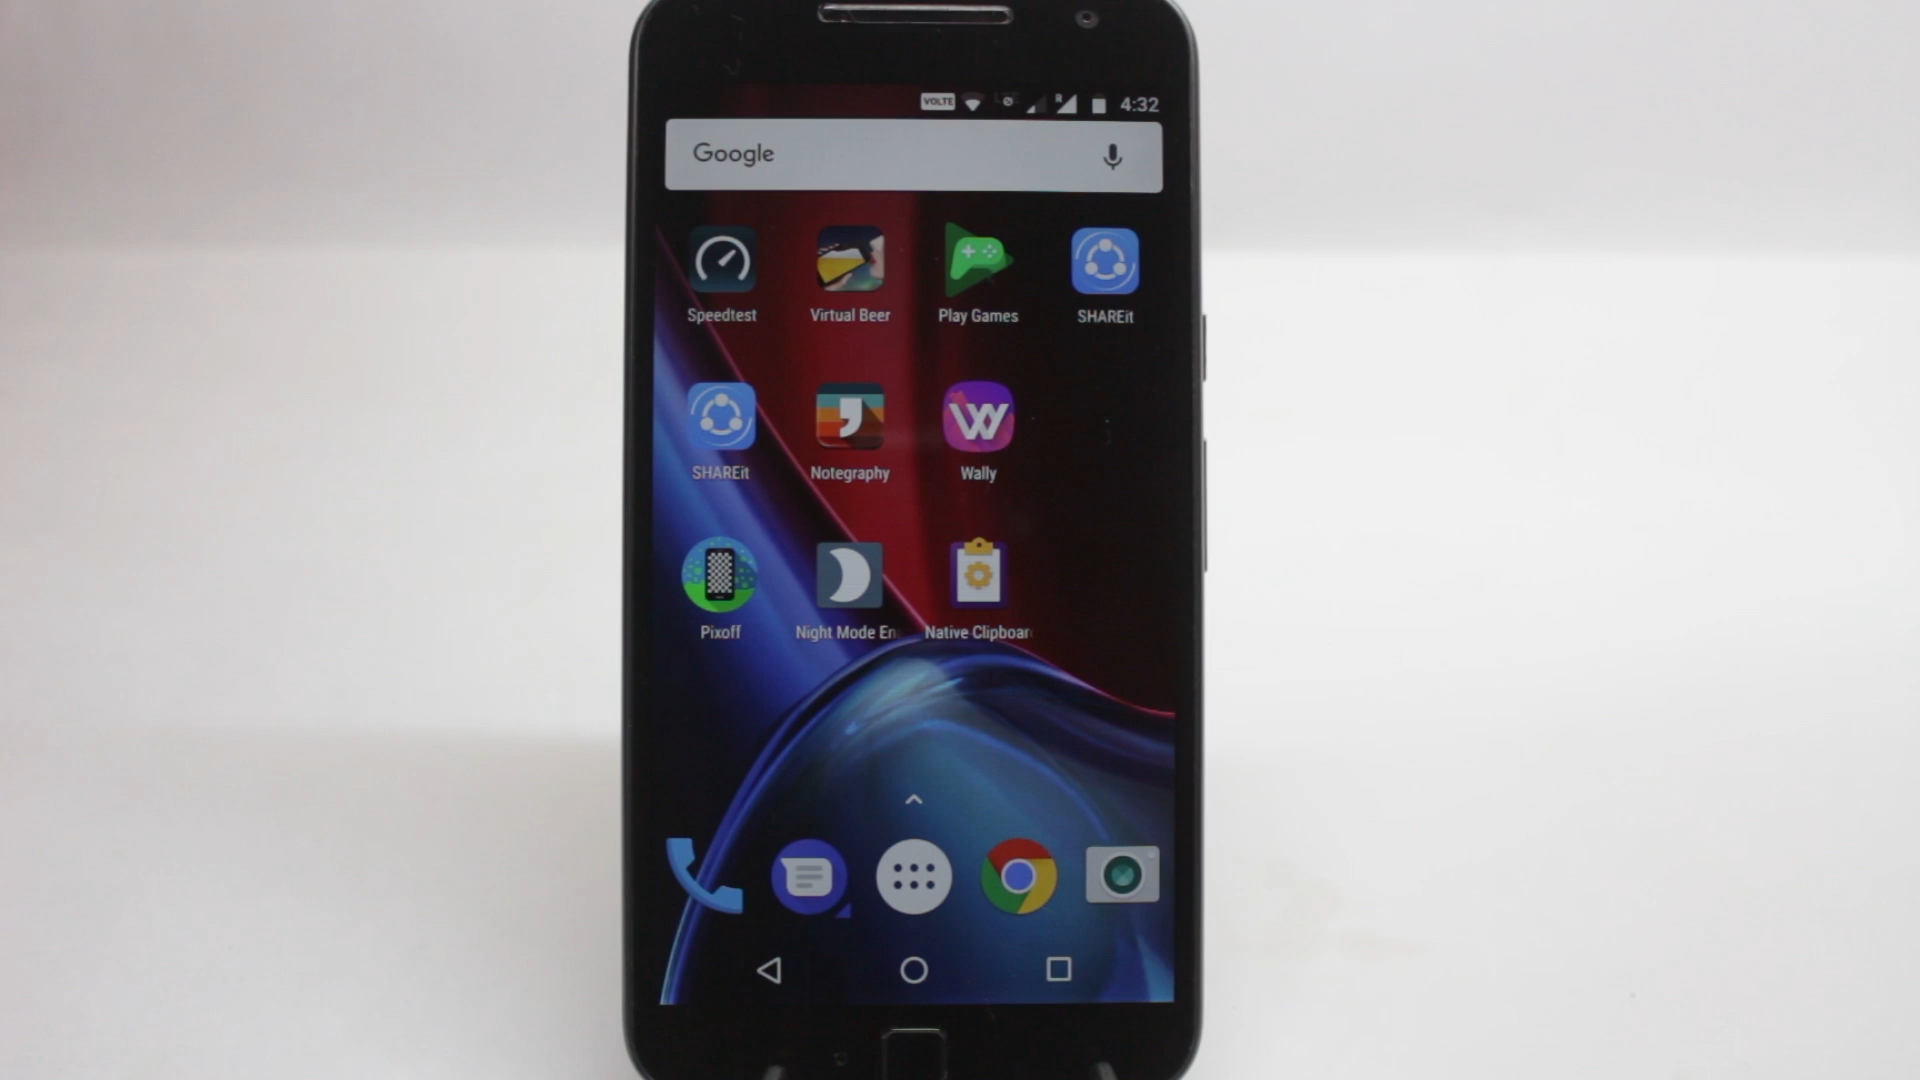 VOLTE R 4:32
Google
Speedtest Virtual Beer Play Games SHAREit
SHAREit Notegraphy Wally
Pixoff Night Mode En Native Clipboar